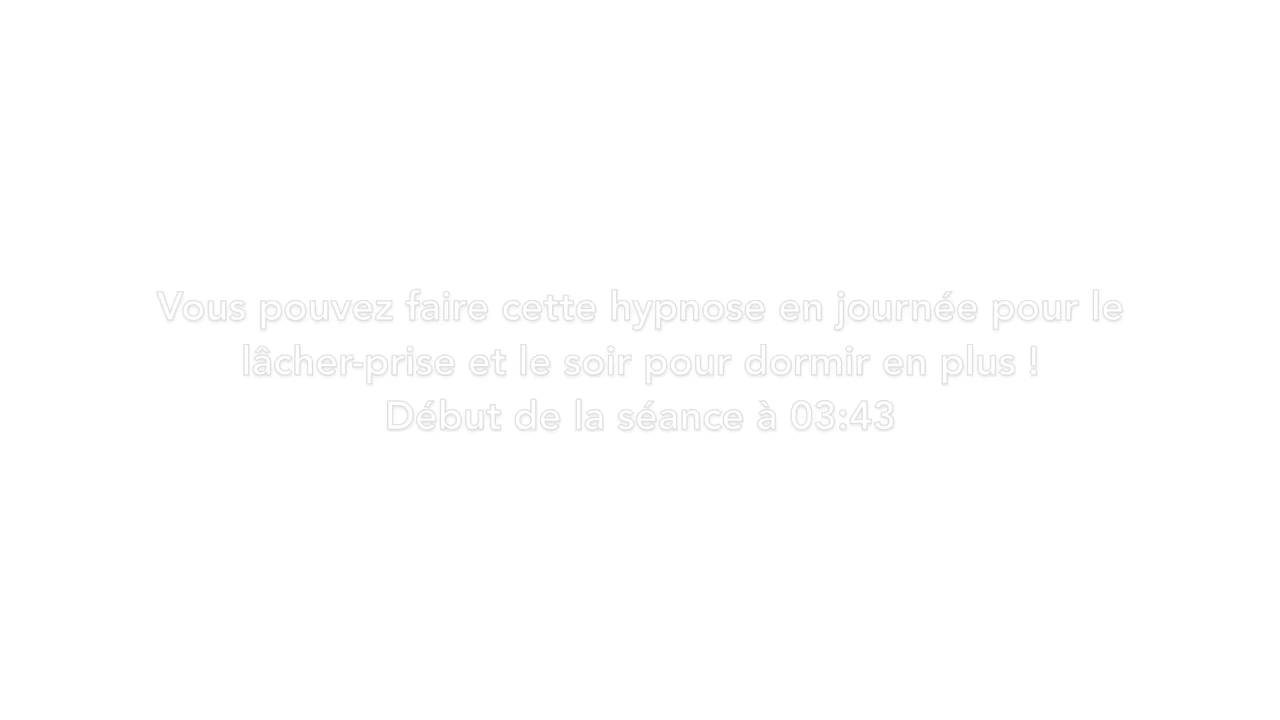 Vous pouvez faire cette hypnose en journée pour le
lâcher-prise et le soir pour dormir en plus !
Début de la séance à 03:43